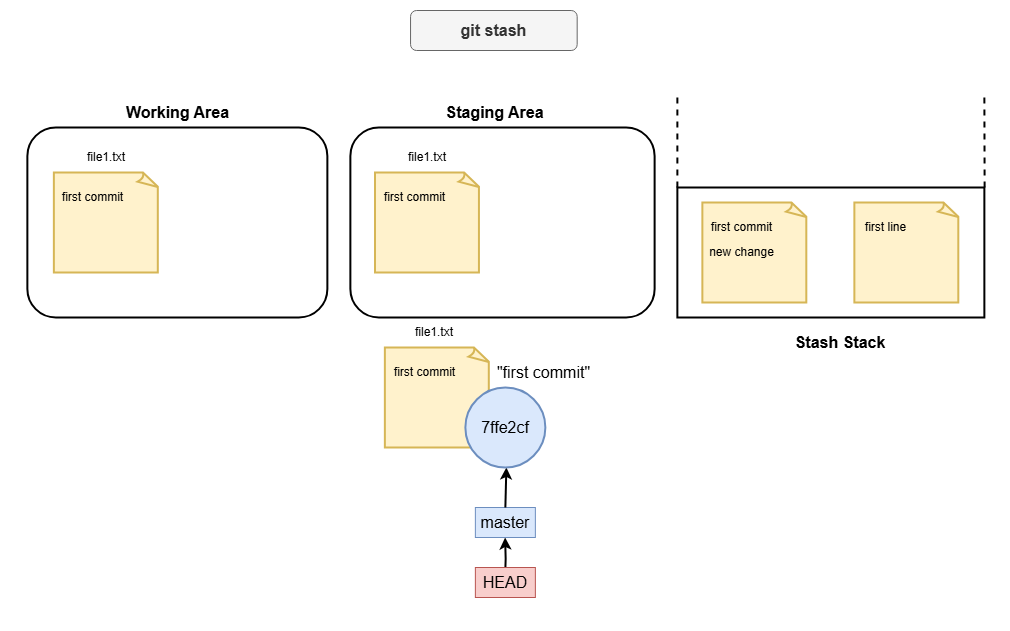 git stash
Working Area
Staging Area
file1.txt
file1.txt
first commit
first commit
first commit
new change
first line
Stash Stack
file1.txt
first commit
"first commit"
7ffe2cf
master
HEAD